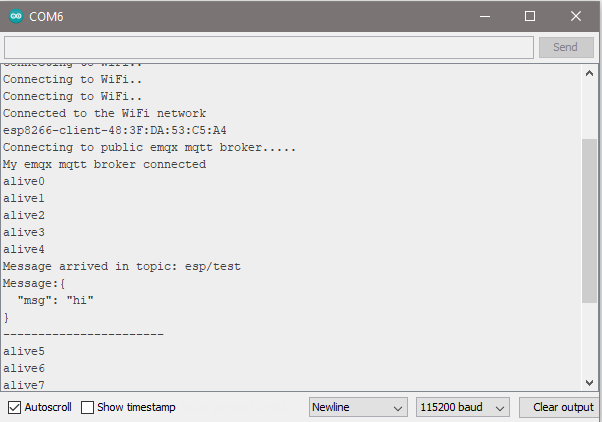 COM6
Send
Connecting to WiFi..
Connecting to WiFi..
Connecting to WiFi..
Connected to the WiFi network
esp8266-client-48:3F:DA:53:C5:A4
Connecting to public emqx mqtt broker.....
My emqx mqtt broker connected
alive0
alive1
alive2
alive3
alive4
Message arrived in topic: esp/test
Message:{
  "msg": "hi"
}
-----------------------
alive5
alive6
alive7
Autoscroll Show timestamp Newline 115200 baud Clear output